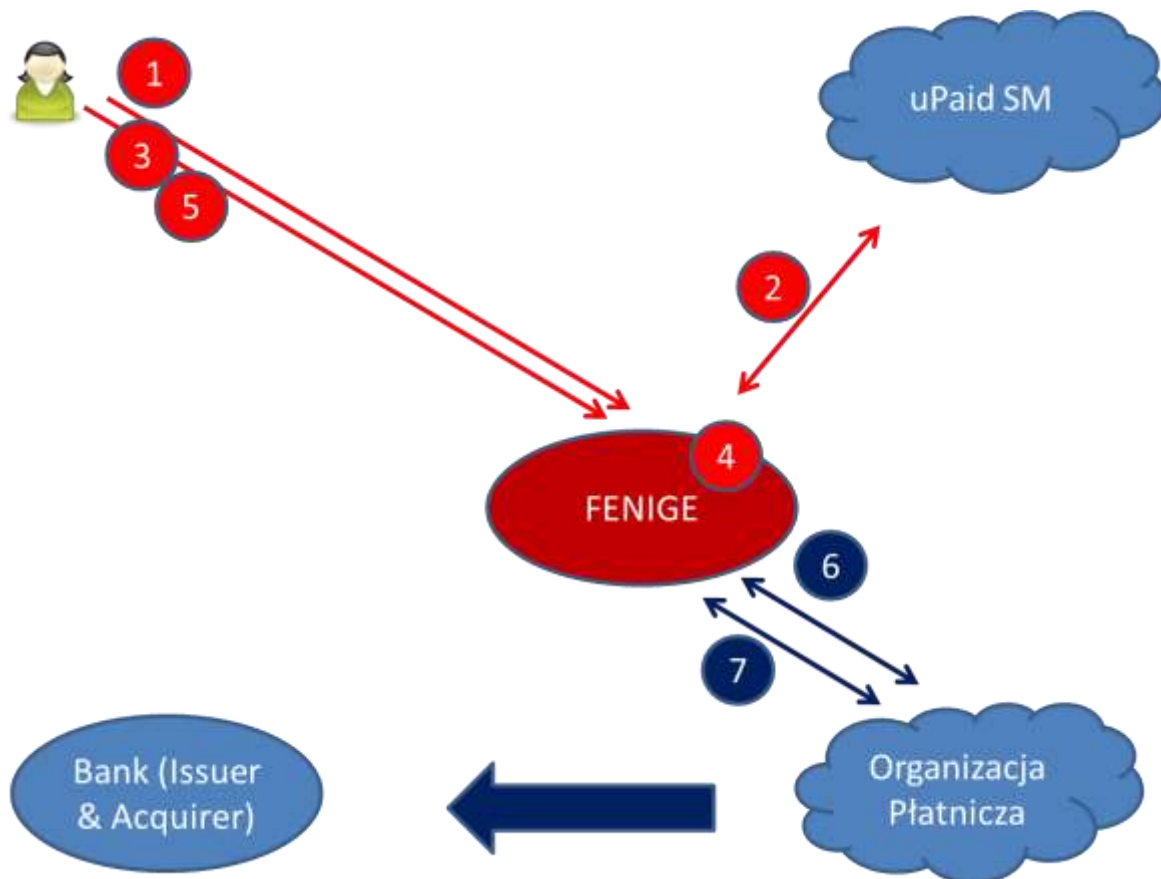 1
uPaid SM
3
5
2
4
FENIGE
6
7
Bank (Issuer
& Acquirer)
Organizacja
Płatnicza